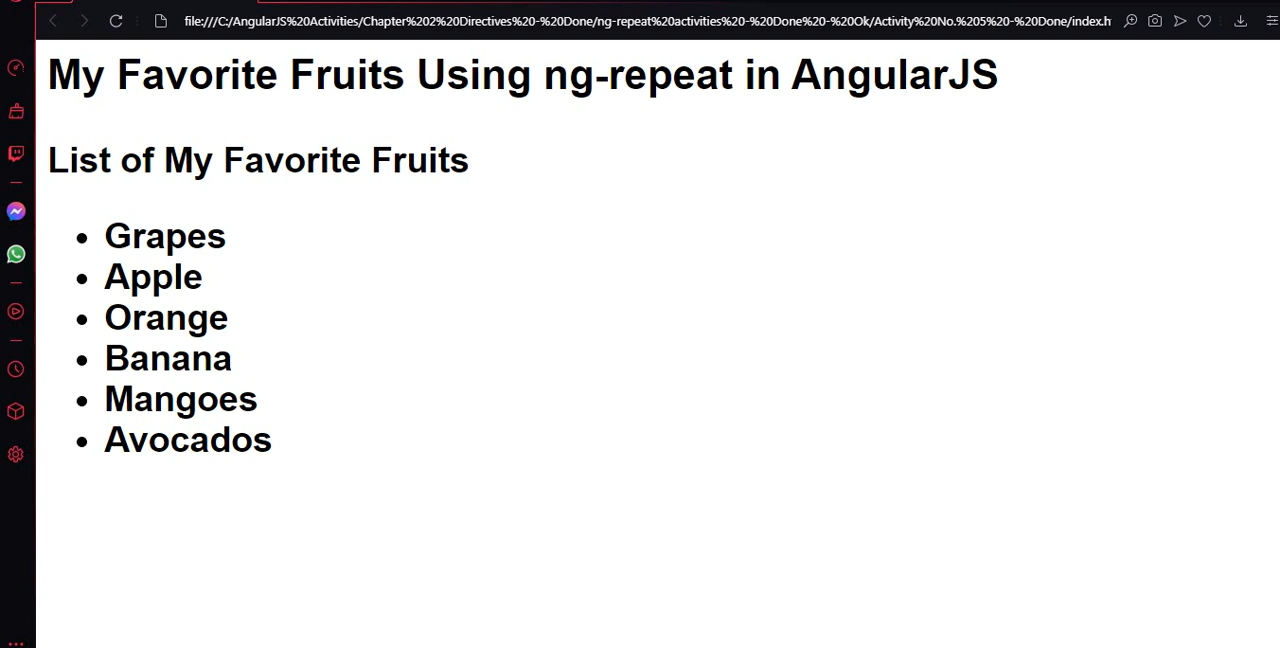 file:///C:/AngularJS%20Activities/Chapter%202%20Directives%20-%20Done/ng-repeat%20activities%20-%20Done%20-%20Ok/Activity%20No.%205%20-%20Done/index.h
My Favorite Fruits Using ng-repeat in AngularJS
List of My Favorite Fruits
Grapes
Apple
Orange
Banana
Mangoes
Avocados